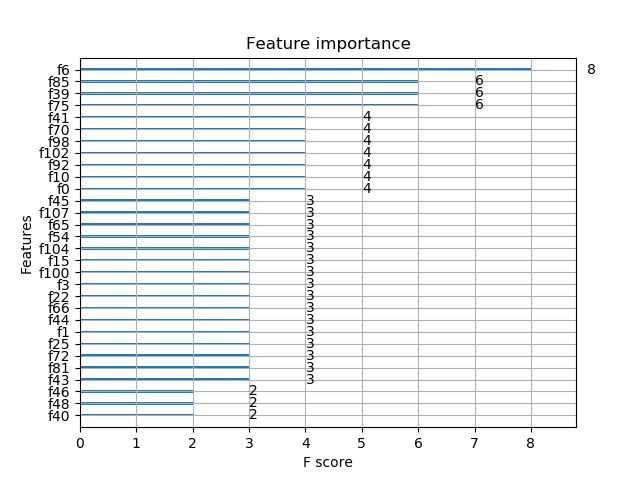 Feature importance
f6 8
f85 6
f39 6
f75 6
f41 4
f70 4
f98 4
f102 4
f92 4
f10 4
f0 4
f45 3
f107 3
f65 3
f54 3
f104 3
f15 3
f100 3
f3 3
f22 3
f66 3
f44 3
f1 3
f25 3
f72 3
f81 3
f43 3
f46 2
f48 2
f40 2
Features
0 1 2 3 4 5 6 7 8
F score